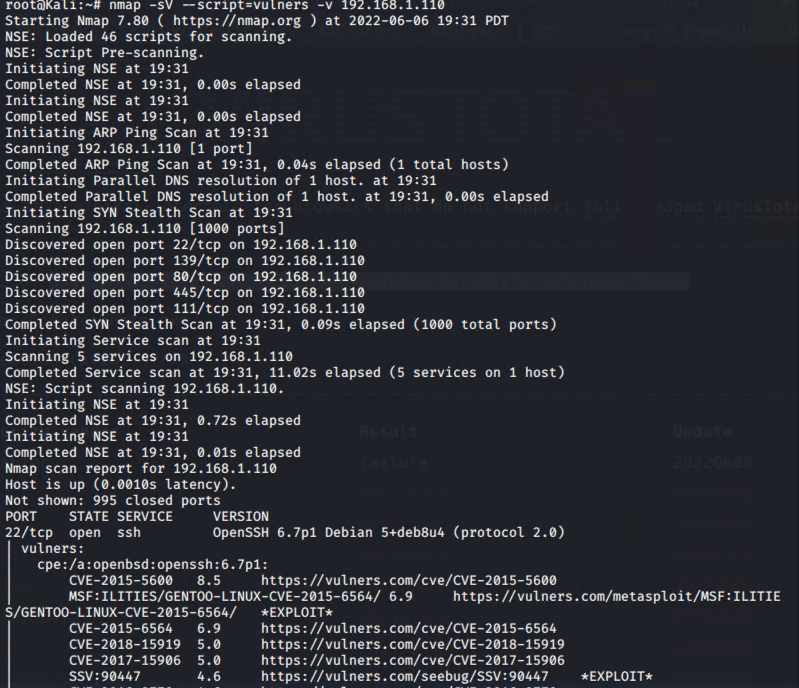 root@Kali:~# nmap -sV --script=vulners -v 192.168.1.110
Starting Nmap 7.80 ( https://nmap.org ) at 2022-06-06 19:31 PDT
NSE: Loaded 46 scripts for scanning.
NSE: Script Pre-scanning.
Initiating NSE at 19:31
Completed NSE at 19:31, 0.00s elapsed
Initiating NSE at 19:31
Completed NSE at 19:31, 0.00s elapsed
Initiating ARP Ping Scan at 19:31
Scanning 192.168.1.110 [1 port]
Completed ARP Ping Scan at 19:31, 0.04s elapsed (1 total hosts)
Initiating Parallel DNS resolution of 1 host. at 19:31
Completed Parallel DNS resolution of 1 host. at 19:31, 0.00s elapsed
Initiating SYN Stealth Scan at 19:31
Scanning 192.168.1.110 [1000 ports]
Discovered open port 22/tcp on 192.168.1.110
Discovered open port 139/tcp on 192.168.1.110
Discovered open port 80/tcp on 192.168.1.110
Discovered open port 445/tcp on 192.168.1.110
Discovered open port 111/tcp on 192.168.1.110
Completed SYN Stealth Scan at 19:31, 0.09s elapsed (1000 total ports)
Initiating Service scan at 19:31
Scanning 5 services on 192.168.1.110
Completed Service scan at 19:31, 11.02s elapsed (5 services on 1 host)
NSE: Script scanning 192.168.1.110.
Initiating NSE at 19:31
Completed NSE at 19:31, 0.72s elapsed
Initiating NSE at 19:31
Completed NSE at 19:31, 0.01s elapsed
Nmap scan report for 192.168.1.110
Host is up (0.0010s latency).
Not shown: 995 closed ports
PORT STATE SERVICE VERSION
22/tcp open ssh OpenSSH 6.7p1 Debian 5+deb8u4 (protocol 2.0)
| vulners:
| cpe:/a:openbsd:openssh:6.7p1:
| CVE-2015-5600 8.5 https://vulners.com/cve/CVE-2015-5600
| MSF:ILITIES/GENTOO-LINUX-CVE-2015-6564/ 6.9 https://vulners.com/metasploit/MSF:ILITIE
S/GENTOO-LINUX-CVE-2015-6564/ *EXPLOIT*
| CVE-2015-6564 6.9 https://vulners.com/cve/CVE-2015-6564
| CVE-2018-15919 5.0 https://vulners.com/cve/CVE-2018-15919
| CVE-2017-15906 5.0 https://vulners.com/cve/CVE-2017-15906
| SSV:90447 4.6 https://vulners.com/seebug/SSV:90447 *EXPLOIT*
browsers that do not support full
edged VirusTota
Result Update
failure 20220603